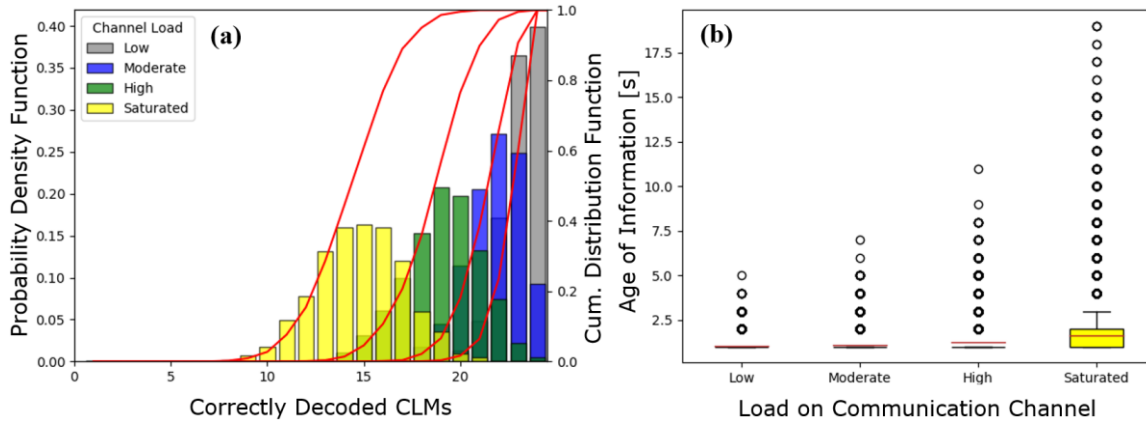 (a)
Channel Load
Low
Moderate
High
Saturated
Probability Density Function
0.40
0.35
0.30
0.25
0.20
0.15
0.10
0.05
0.00
1.0
0.8
0.6
0.4
0.2
0.0
Cum. Distribution Function
0 5 10 15 20
Correctly Decoded CLMs
(b)
Age of Information [s]
17.5
15.0
12.5
10.0
7.5
5.0
2.5
Low Moderate High Saturated
Load on Communication Channel